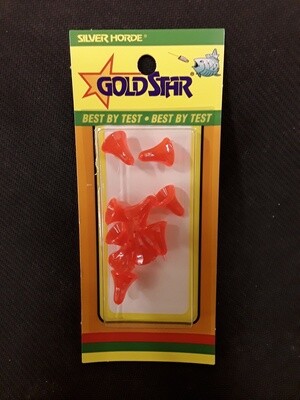 SILVER HORDE®
GOLD STAR
BEST BY TEST • BEST BY TEST